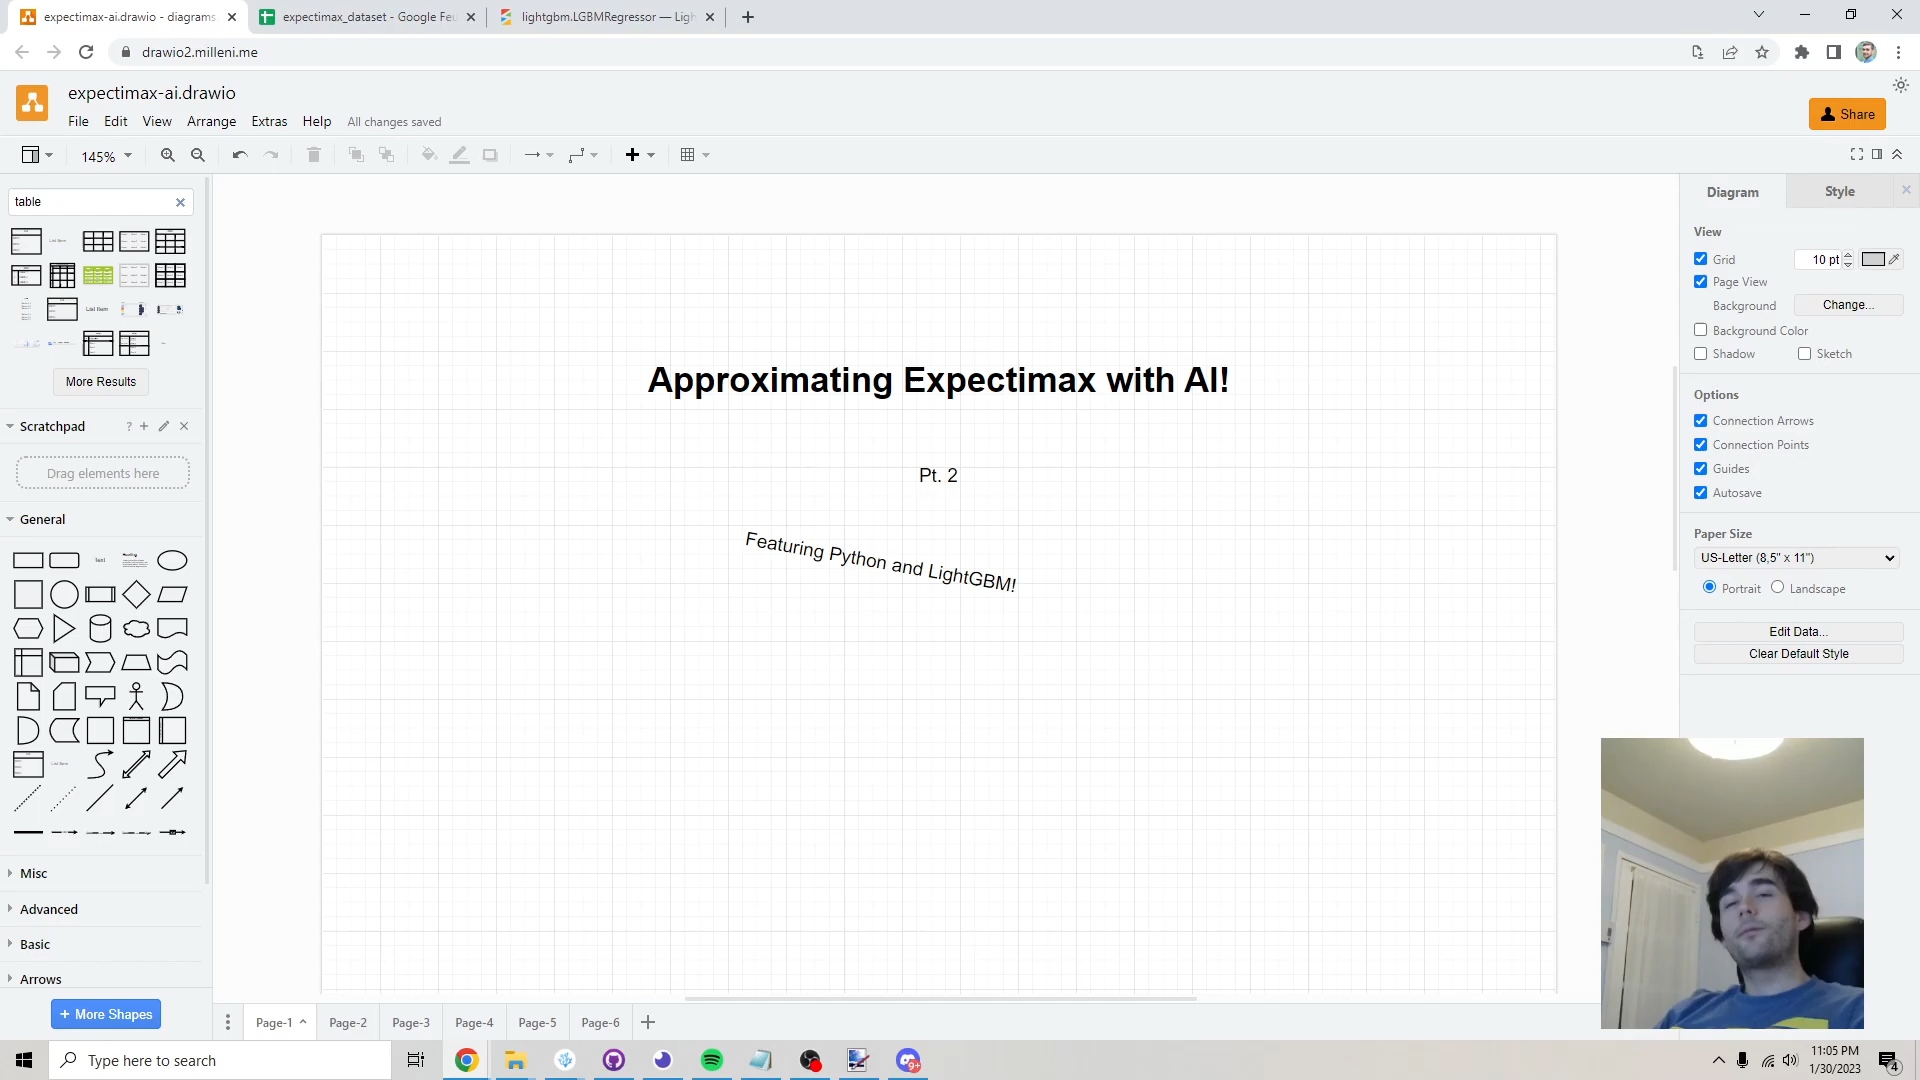 expectimax-ai.drawio - diagrams.
expectimax_dataset - Google Feu
lightgbm.LGBMRegressor — Ligh
drawio2.milleni.me
expectimax-ai.drawio
File Edit View Arrange Extras Help All changes saved
Share
145%
table
More Results
Scratchpad
?
Drag elements here
General
Misc
Advanced
Basic
Arrows
+ More Shapes
Approximating Expectimax with AI!
Pt. 2
Featuring Python and LightGBM!
Diagram Style
View
Grid 10 pt
Page View
Background Change...
Background Color
Shadow Sketch
Options
Connection Arrows
Connection Points
Guides
Autosave
Paper Size
US-Letter (8,5" x 11")
Portrait Landscape
Edit Data...
Clear Default Style
Page-1 Page-2 Page-3 Page-4 Page-5 Page-6
Type here to search
9+
11:05 PM
1/30/2023
4